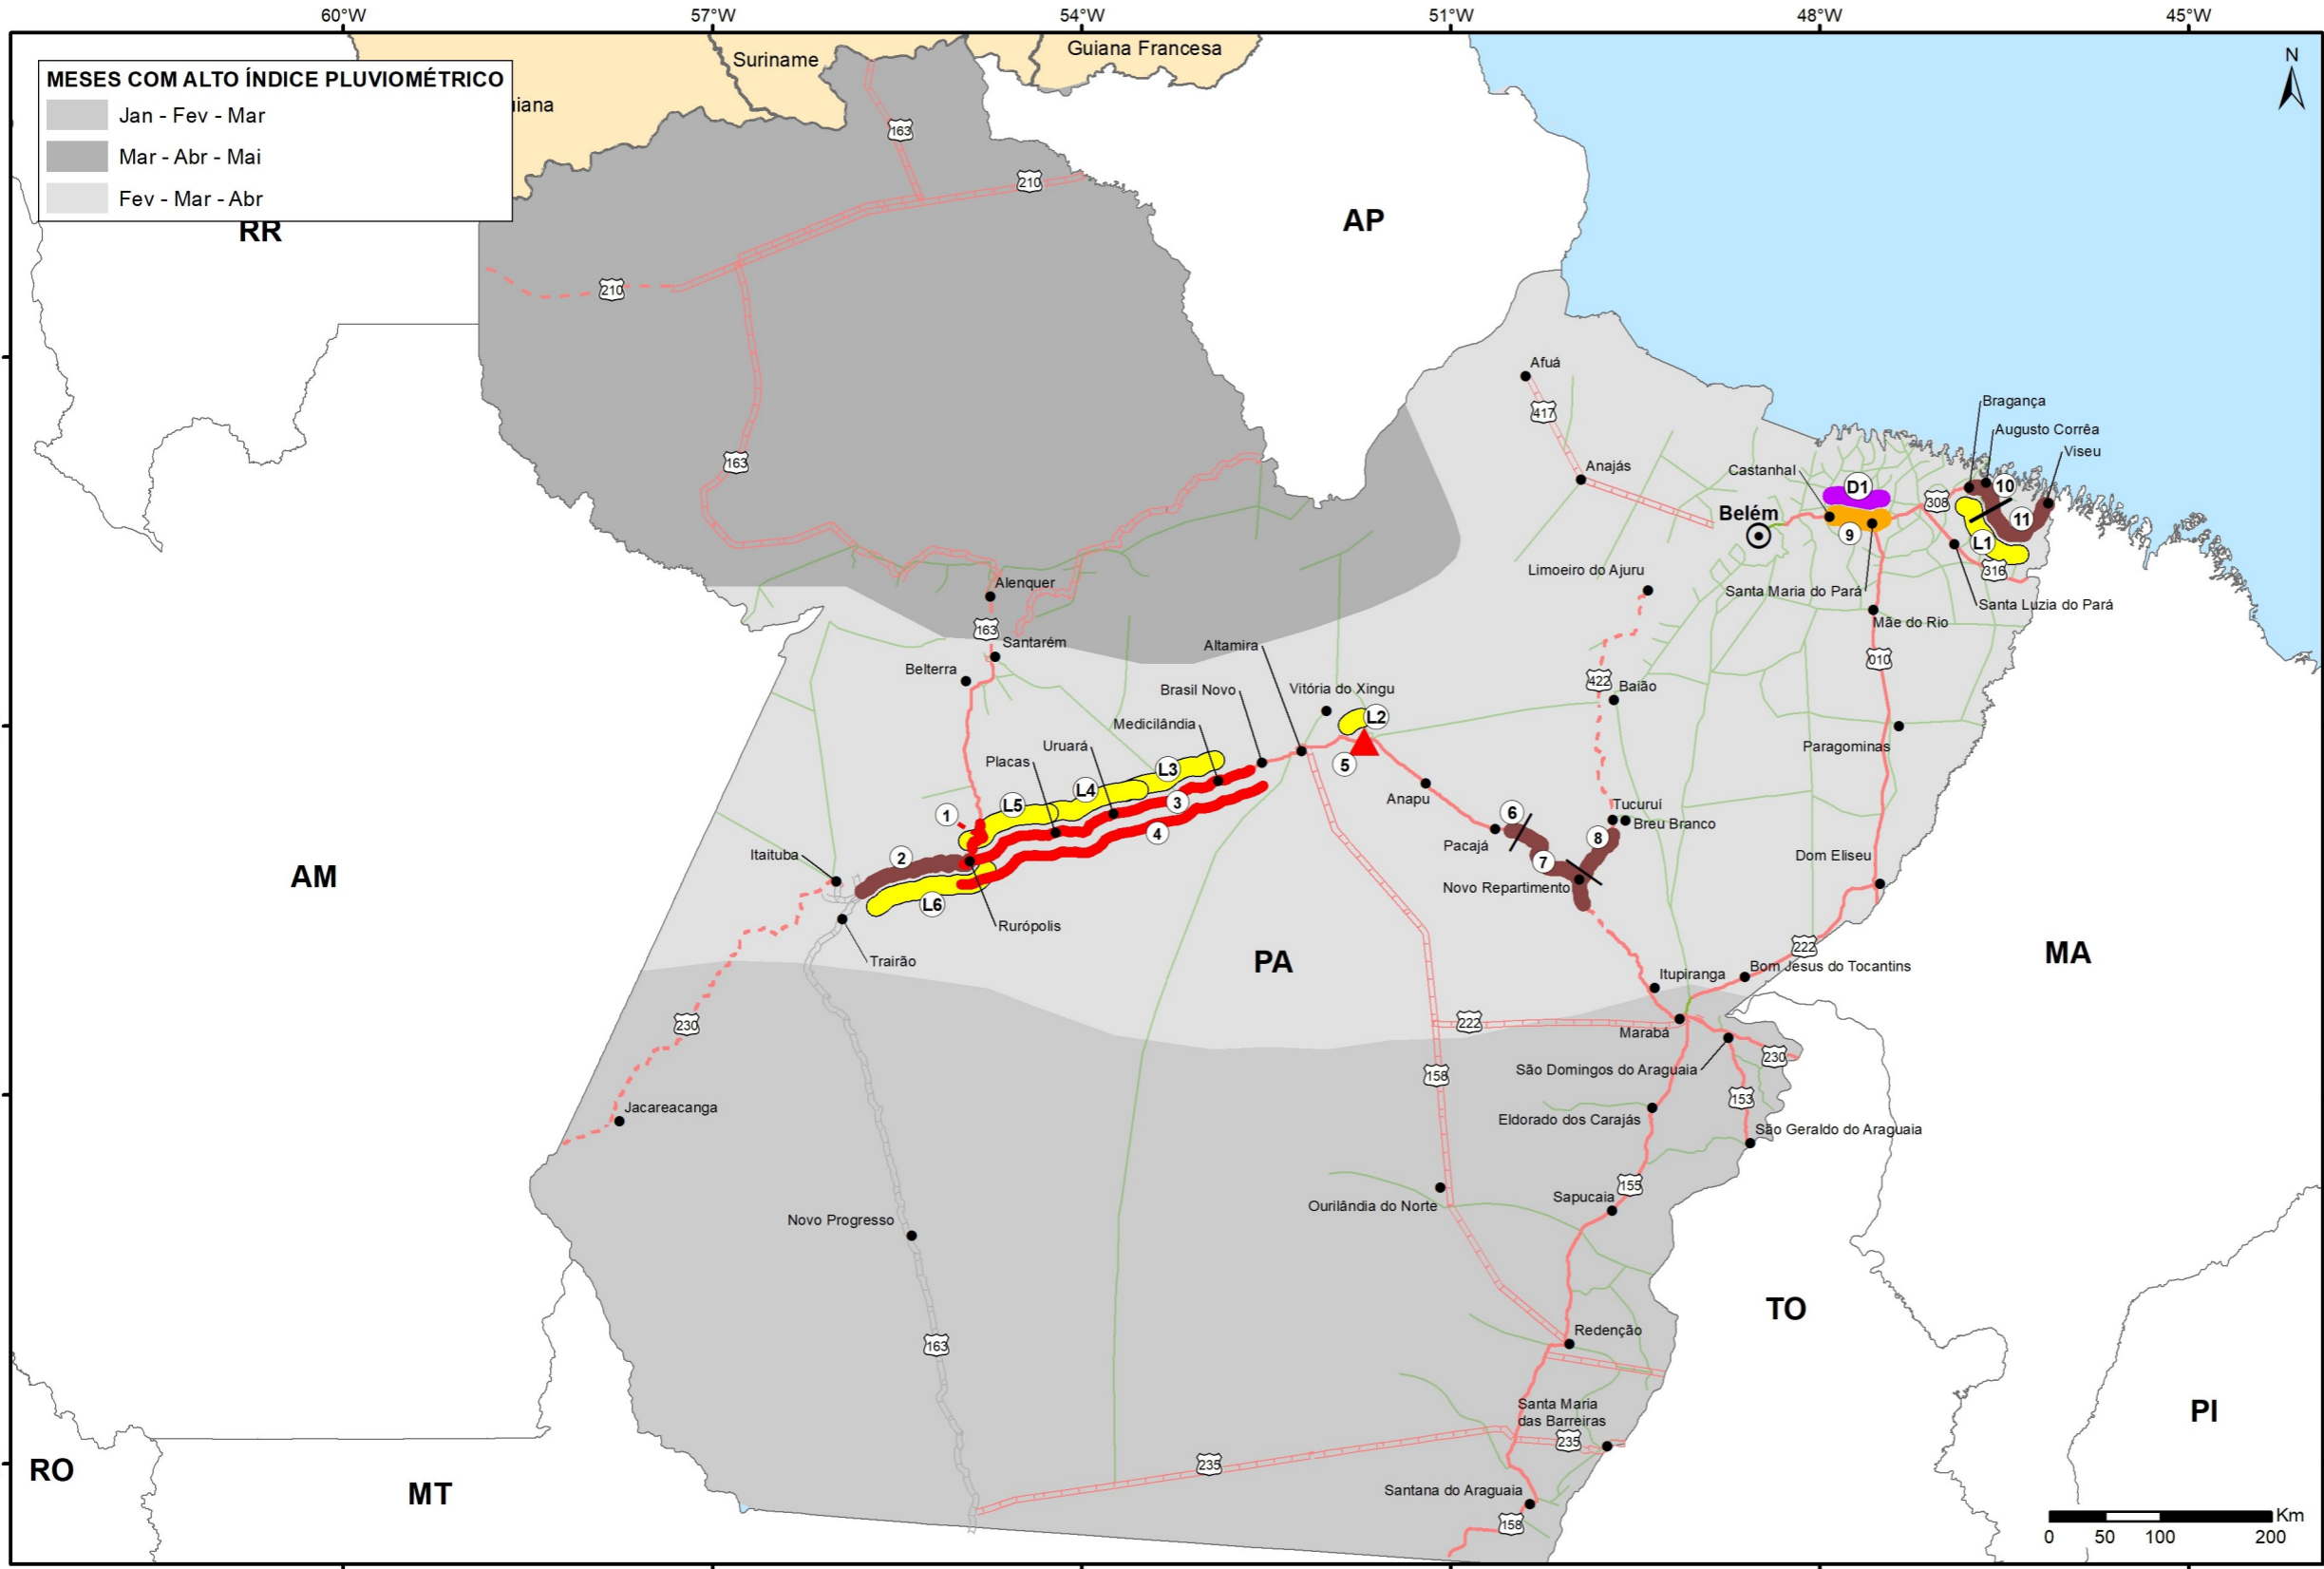 60°W
57°W
54°W
51°W
48°W
45°W
MESES COM ALTO ÍNDICE PLUVIOMÉTRICO
Jan - Fev - Mar
Mar - Abr - Mai
Fev - Mar - Abr
Suriname
Guiana Francesa
iana
N
163
210
RR
AP
210
Afuá
417
Bragança
Augusto Corrêa
Viseu
163
Anajás
Castanhal
D1
10
308
Belém
11
9
L1
316
Limoeiro do Ajuru
Alenquer
Santa Maria do Pará
Santa Luzia do Pará
163
Mãe do Rio
Santarém
Altamira
010
Belterra
422
Baião
Brasil Novo
Vitória do Xingu
Medicilândia
L2
Uruará
Paragominas
Placas
L3
5
L4
Anapu
L5
3
Tucuruí
1
6
Breu Branco
4
8
Pacajá
Itaituba
2
Dom Eliseu
7
AM
Novo Repartimento
L6
Rurópolis
222
MA
Trairão
PA
Bom Jesus do Tocantins
Itupiranga
230
222
Marabá
230
São Domingos do Araguaia
158
153
Jacareacanga
Eldorado dos Carajás
São Geraldo do Araguaia
155
Sapucaia
Ourilândia do Norte
Novo Progresso
TO
Redenção
163
Santa Maria
das Barreiras
PI
235
235
RO
MT
Santana do Araguaia
158
Km
0
50
100
200